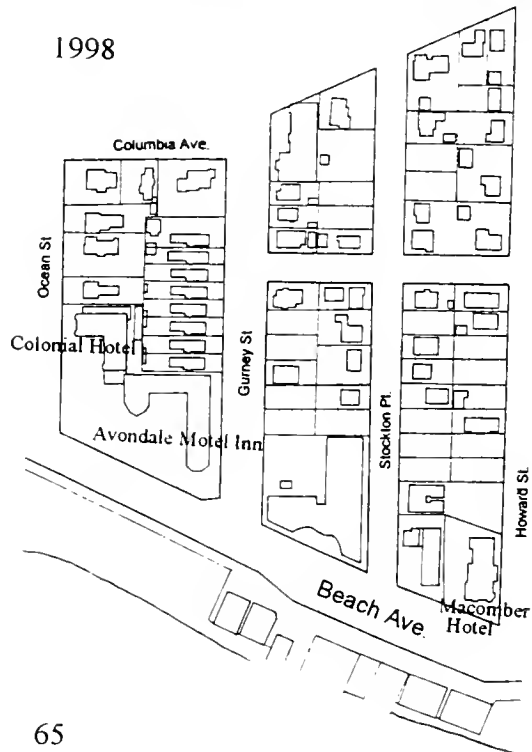 1998
Columbia Ave.
Ocean St
Colonial Hotel
Gurney St
Avondale Motel Inn
Stockton Pt.
Howard St.
Beach Ave.
Macomber
Hotel
65